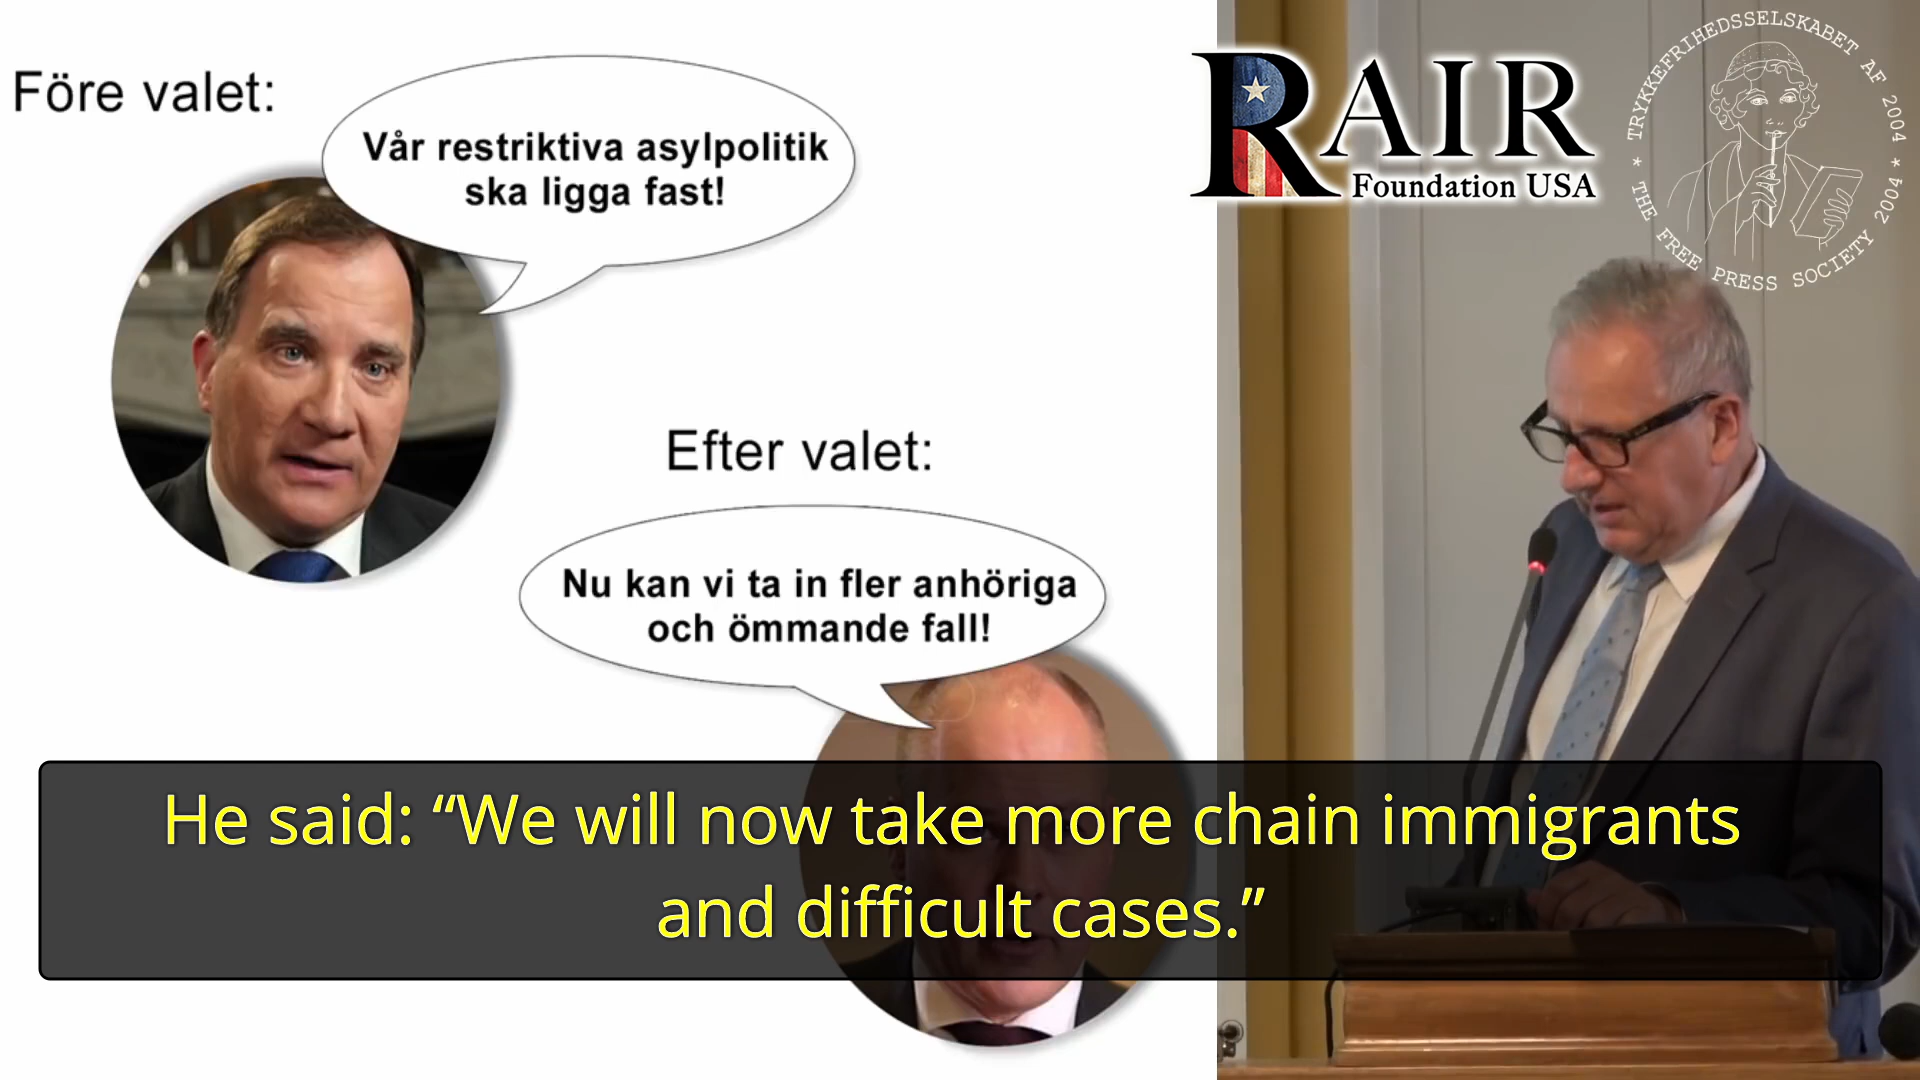 Före valet:
Vår restriktiva asylpolitik
ska ligga fast!
Efter valet:
Nu kan vi ta in fler anhöriga
och ömmande fall!
RAIR
Foundation USA
* TRYKKEFRIHEDSSELSKABET AF 2004 *
THE FREE PRESS SOCIETY 2004
He said: “We will now take more chain immigrants
and difficult cases.”